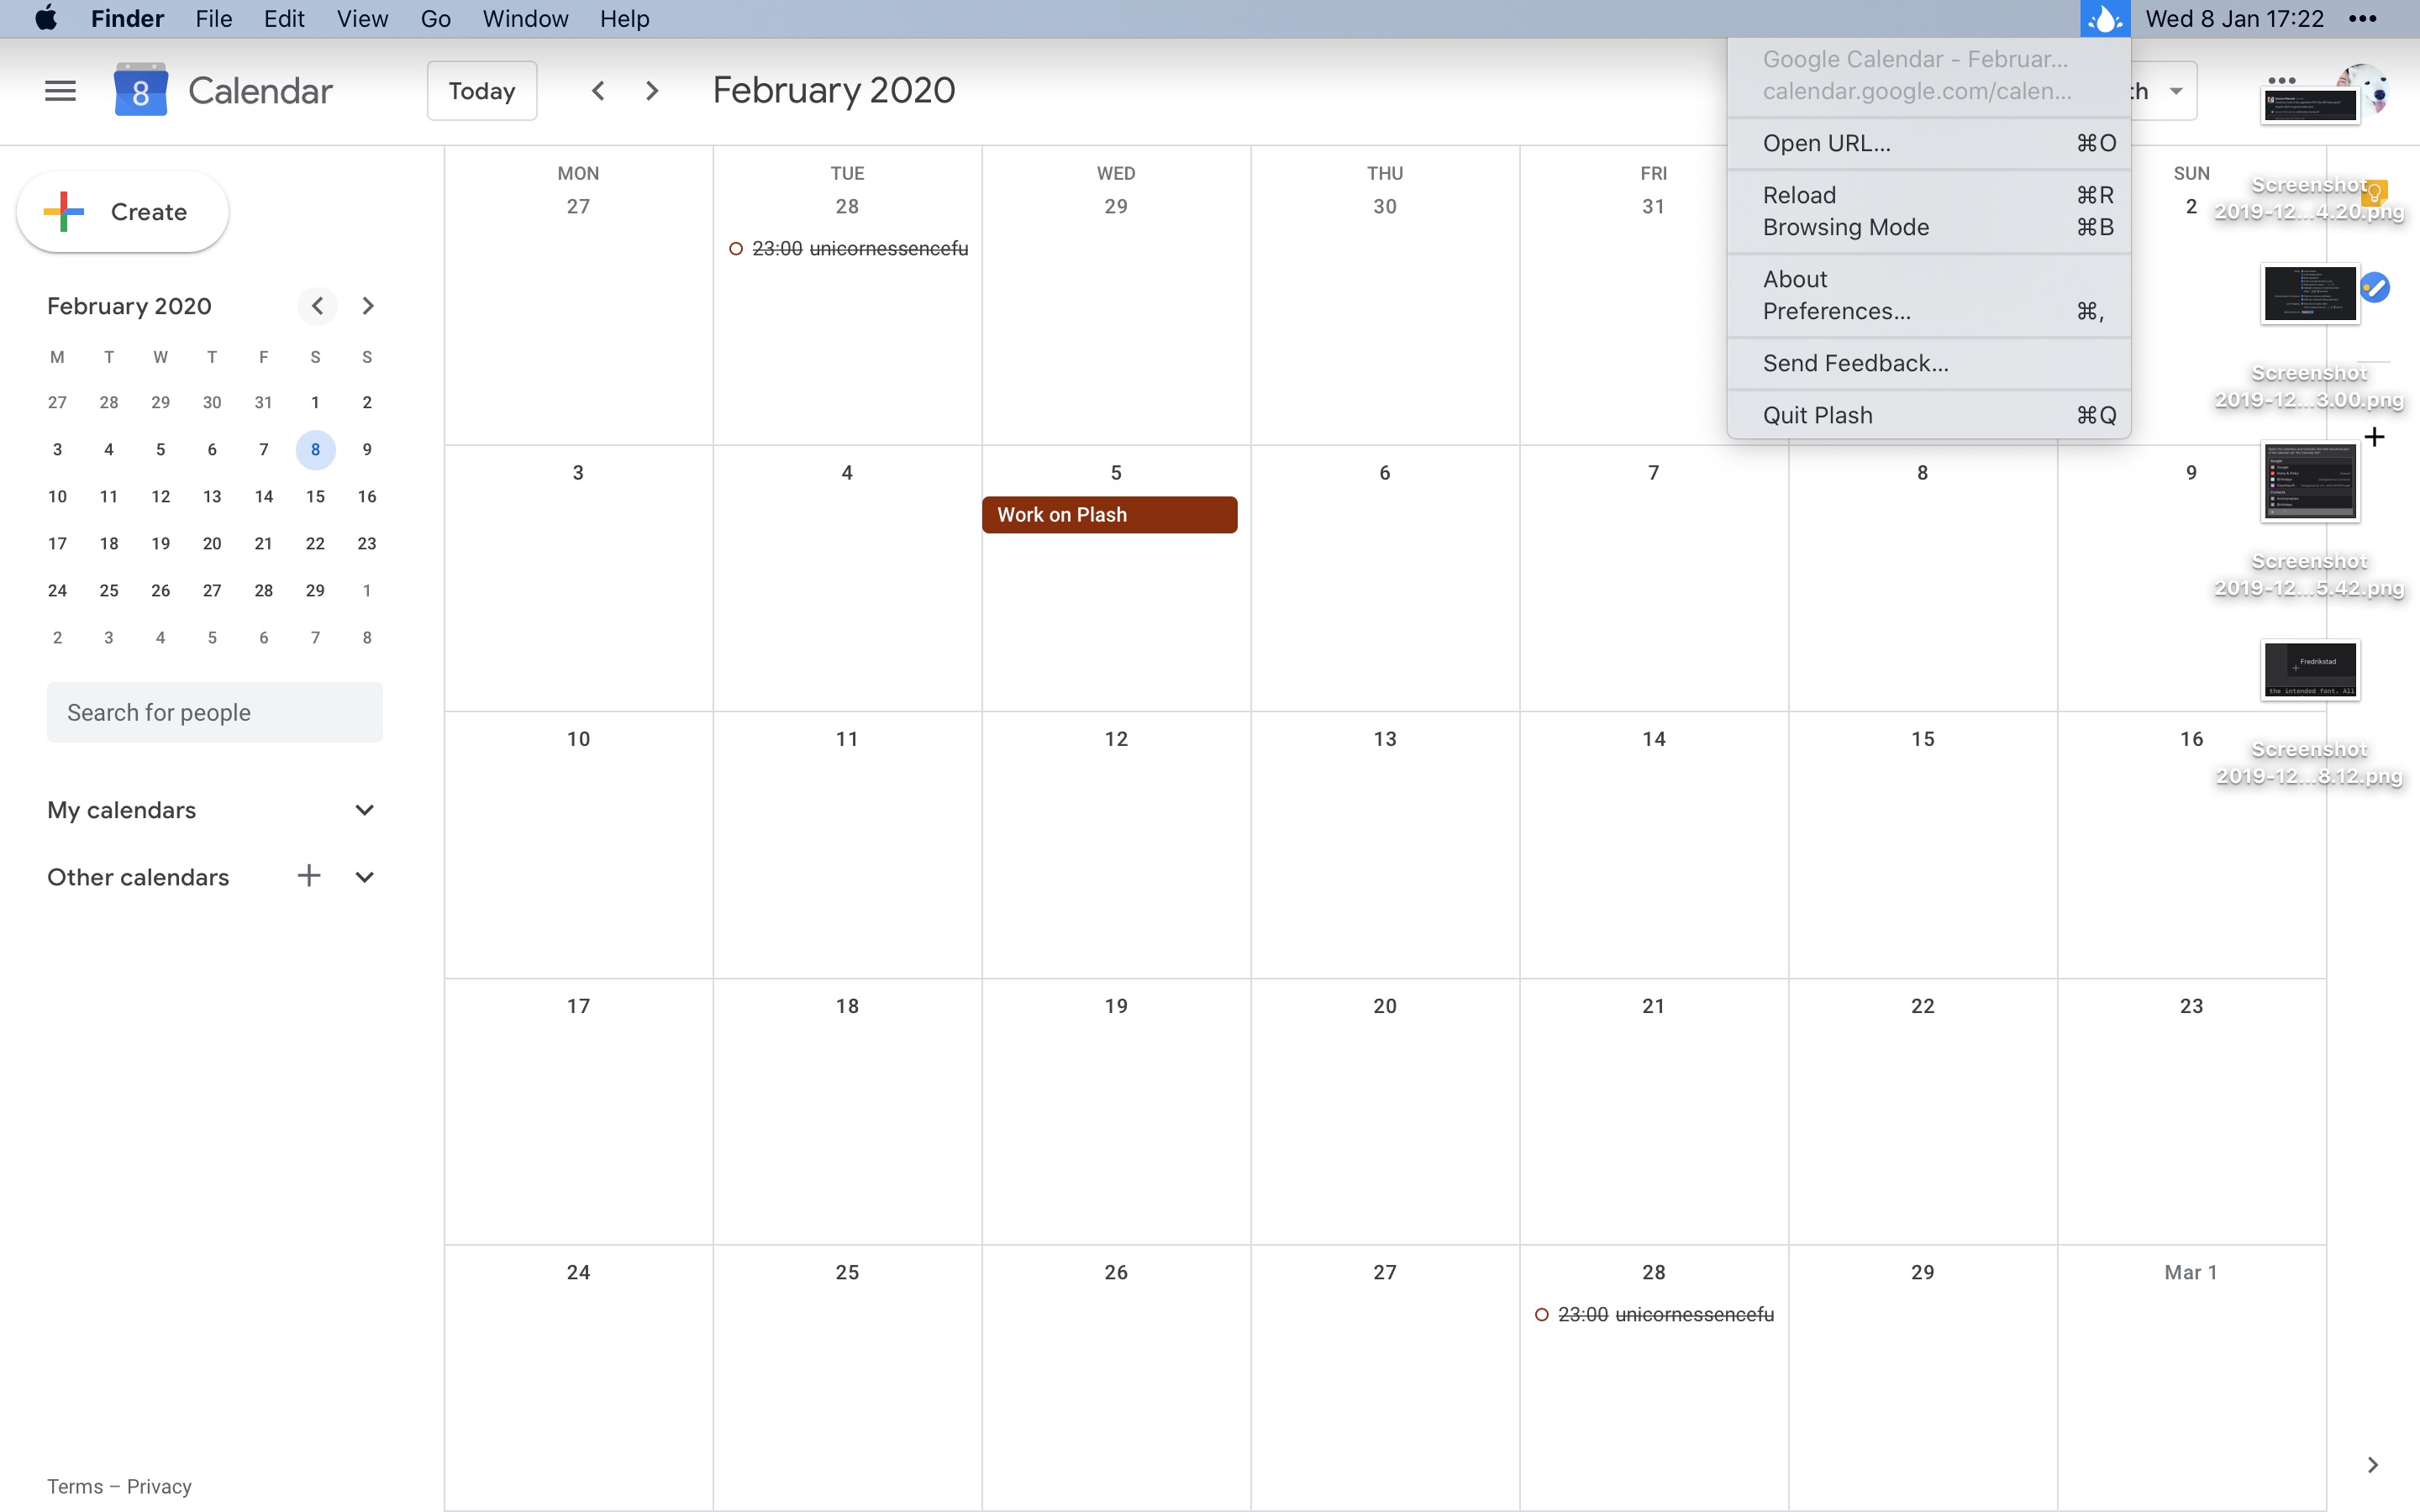 Finder File Edit View Go Window Help Wed 8 Jan 17:22
Google Calendar - Februar...
calendar.google.com/calen...
Open URL... ⌘O
Reload ⌘R
Browsing Mode ⌘B
About
Preferences... ⌘,
Send Feedback...
Quit Plash ⌘Q
8 Calendar Today February 2020
Create
February 2020
M T W T F S S
27 28 29 30 31 1 2
3 4 5 6 7 8 9
10 11 12 13 14 15 16
17 18 19 20 21 22 23
24 25 26 27 28 29 1
2 3 4 5 6 7 8
Search for people
My calendars
Other calendars
Terms – Privacy
MON TUE WED THU FRI SUN
27 28 29 30 31 2
23:00 unicornessencefu
3 4 5 6 7 8 9
Work on Plash
10 11 12 13 14 15 16
17 18 19 20 21 22 23
24 25 26 27 28 29 Mar 1
23:00 unicornessencefu
Screenshot
2019-12...4.20.png
Screenshot
2019-12...3.00.png
Screenshot
2019-12...5.42.png
Fredrikstad
the intended font. All
Screenshot
2019-12...8.12.png